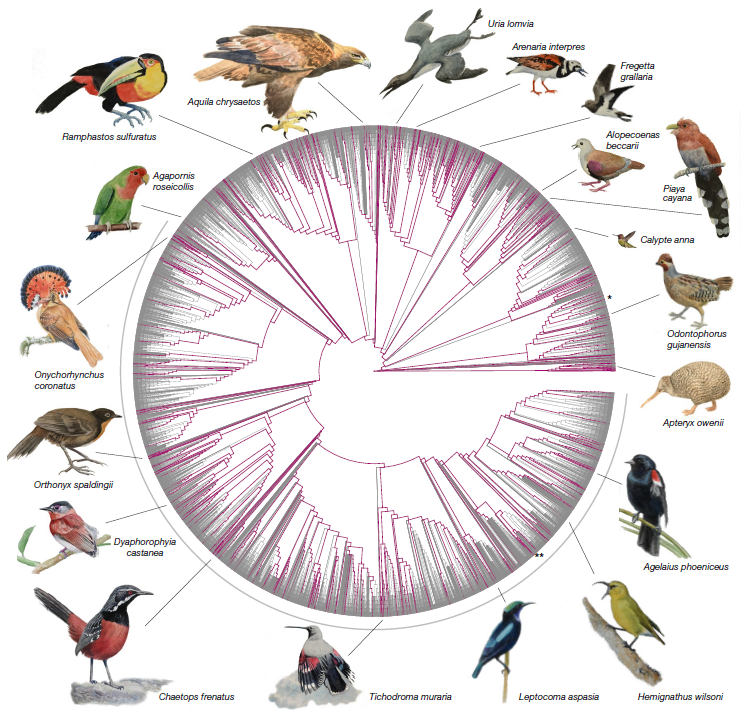 Uria lomvia
Arenaria interpres
Fregetta
grallaria
Aquila chrysaetos
Ramphastos sulfuratus
Alopecoenas
beccarii
Piaya
cayana
Agapornis
roseicollis
Calypte anna
*
Odontophorus
gujanensis
Onychorhynchus
coronatus
Apteryx owenii
Orthonyx spaldingii
Dyaphorophyia
castanea
**
Agelaius phoeniceus
Chaetops frenatus
Tichodroma muraria
Leptocoma aspasia
Hemignathus wilsoni